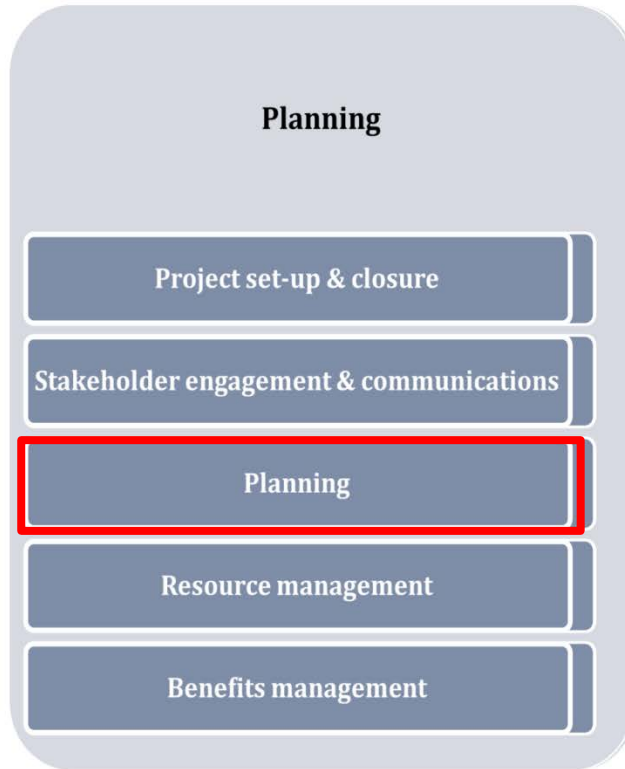 Planning
Project set-up & closure
Stakeholder engagement & communications
Planning
Resource management
Benefits management